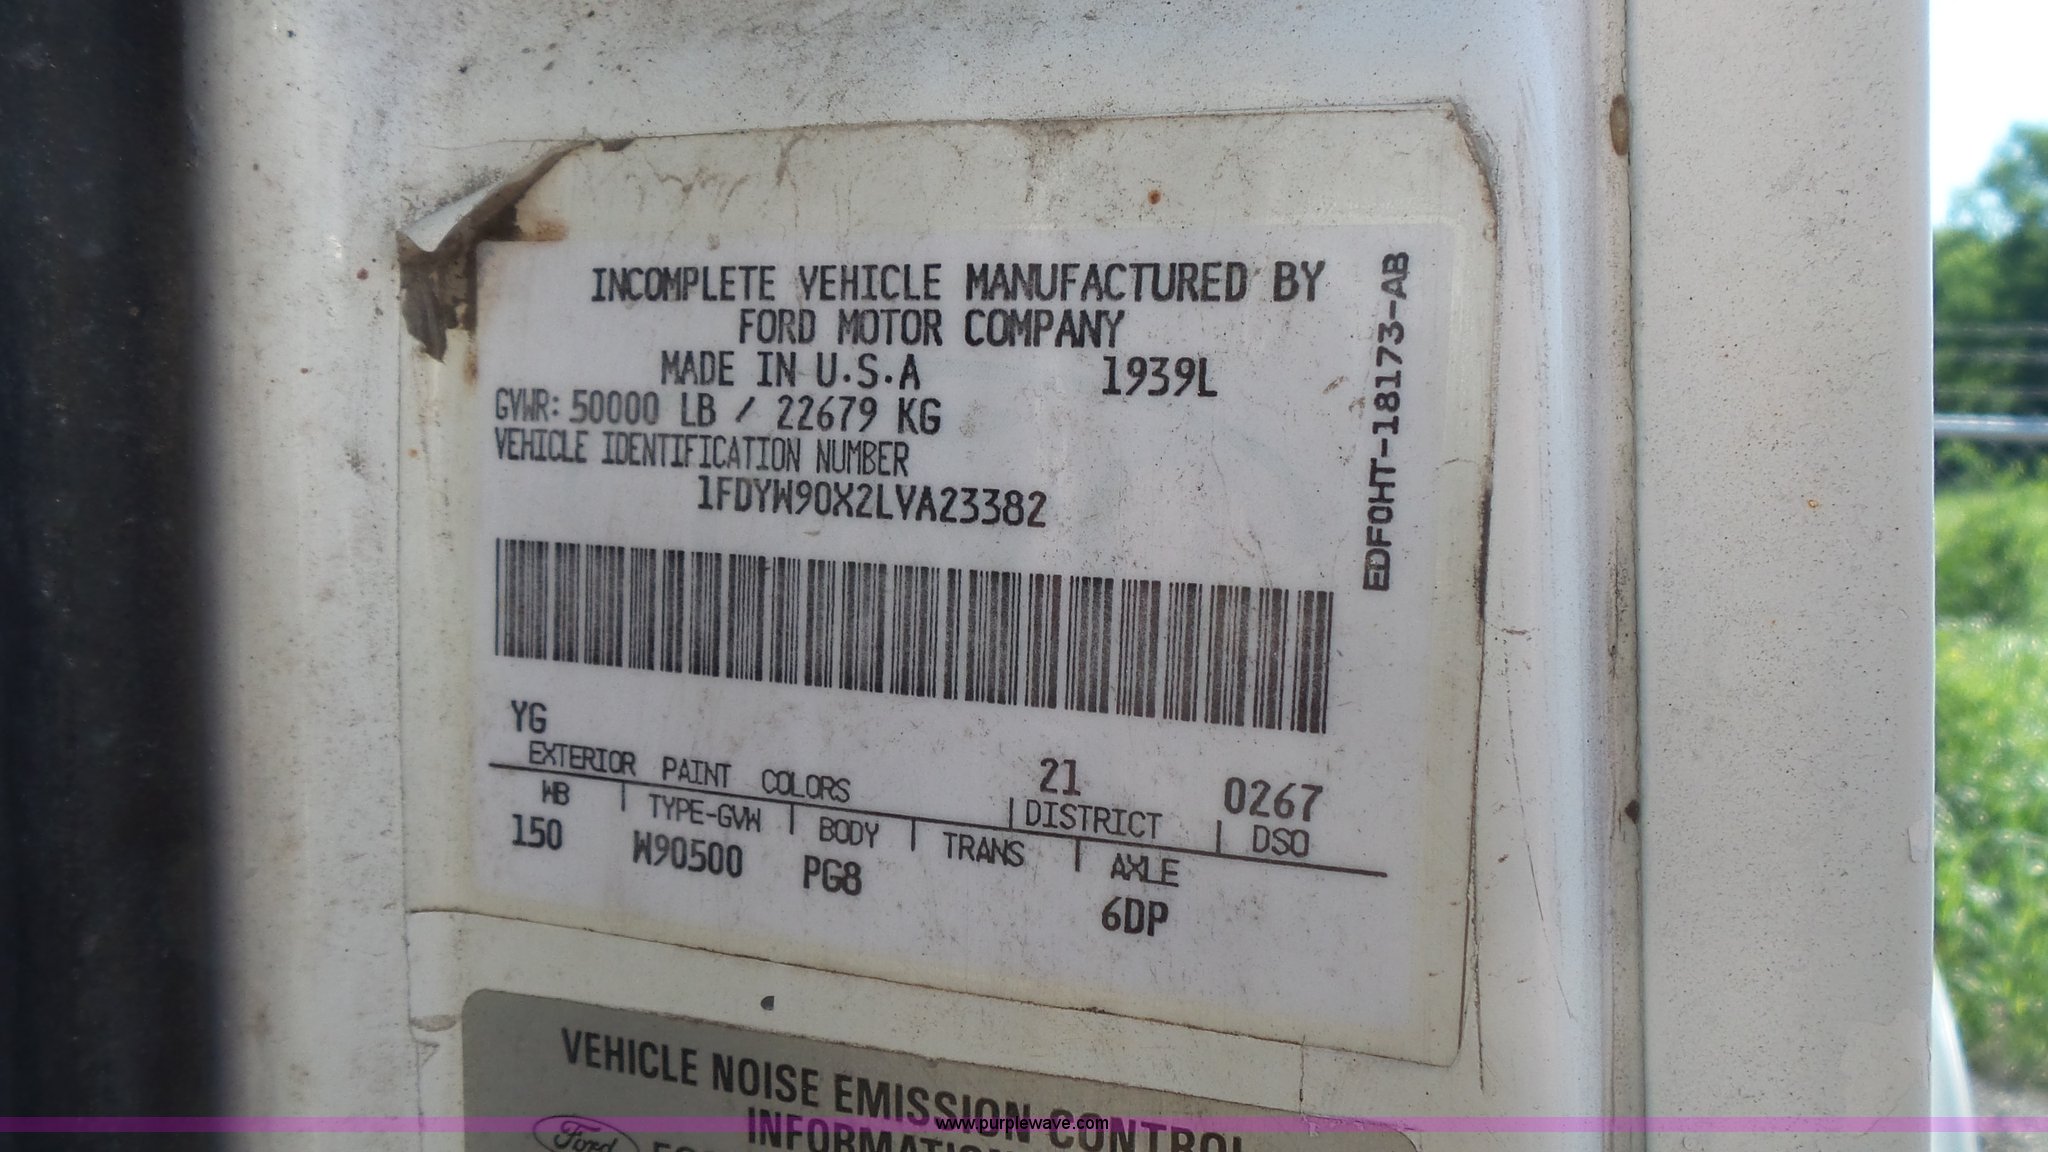 INCOMPLETE VEHICLE MANUFACTURED BY
FORD MOTOR COMPANY
MADE IN U.S.A 1939L
GVWR: 50000 LB / 22679 KG
VEHICLE IDENTIFICATION NUMBER
1FDYW90X2LVA23382
EDF0HT-18173-AB
YG
EXTERIOR PAINT COLORS
21
DISTRICT
0267
DSO
WB TYPE-GVW BODY TRANS AXLE
150 W90500 PG8 6DP
VEHICLE NOISE EMISSION CONTROL
INFORMATION
Ford
www.purplewave.com